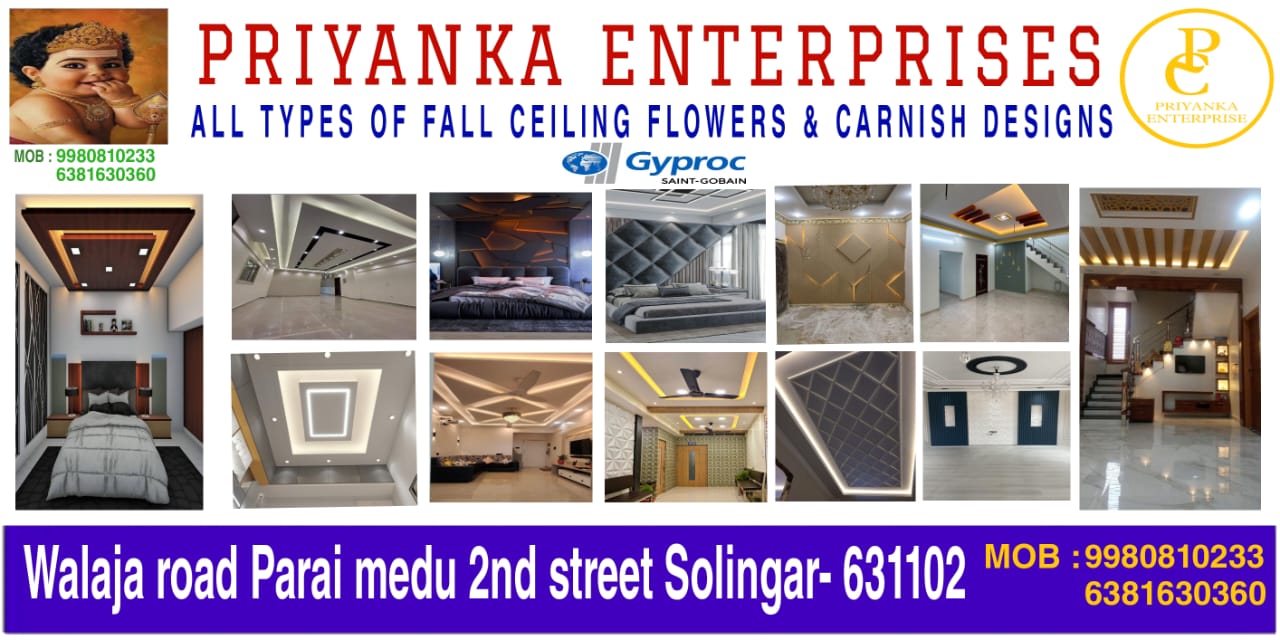 PRIYANKA ENTERPRISES
ALL TYPES OF FALL CEILING FLOWERS & CARNISH DESIGNS
PC
PRIYANKA
ENTERPRISE
MOB : 9980810233
6381630360
Gyproc
SAINT-GOBAIN
Walaja road Parai medu 2nd street Solingar- 631102
MOB : 9980810233
6381630360